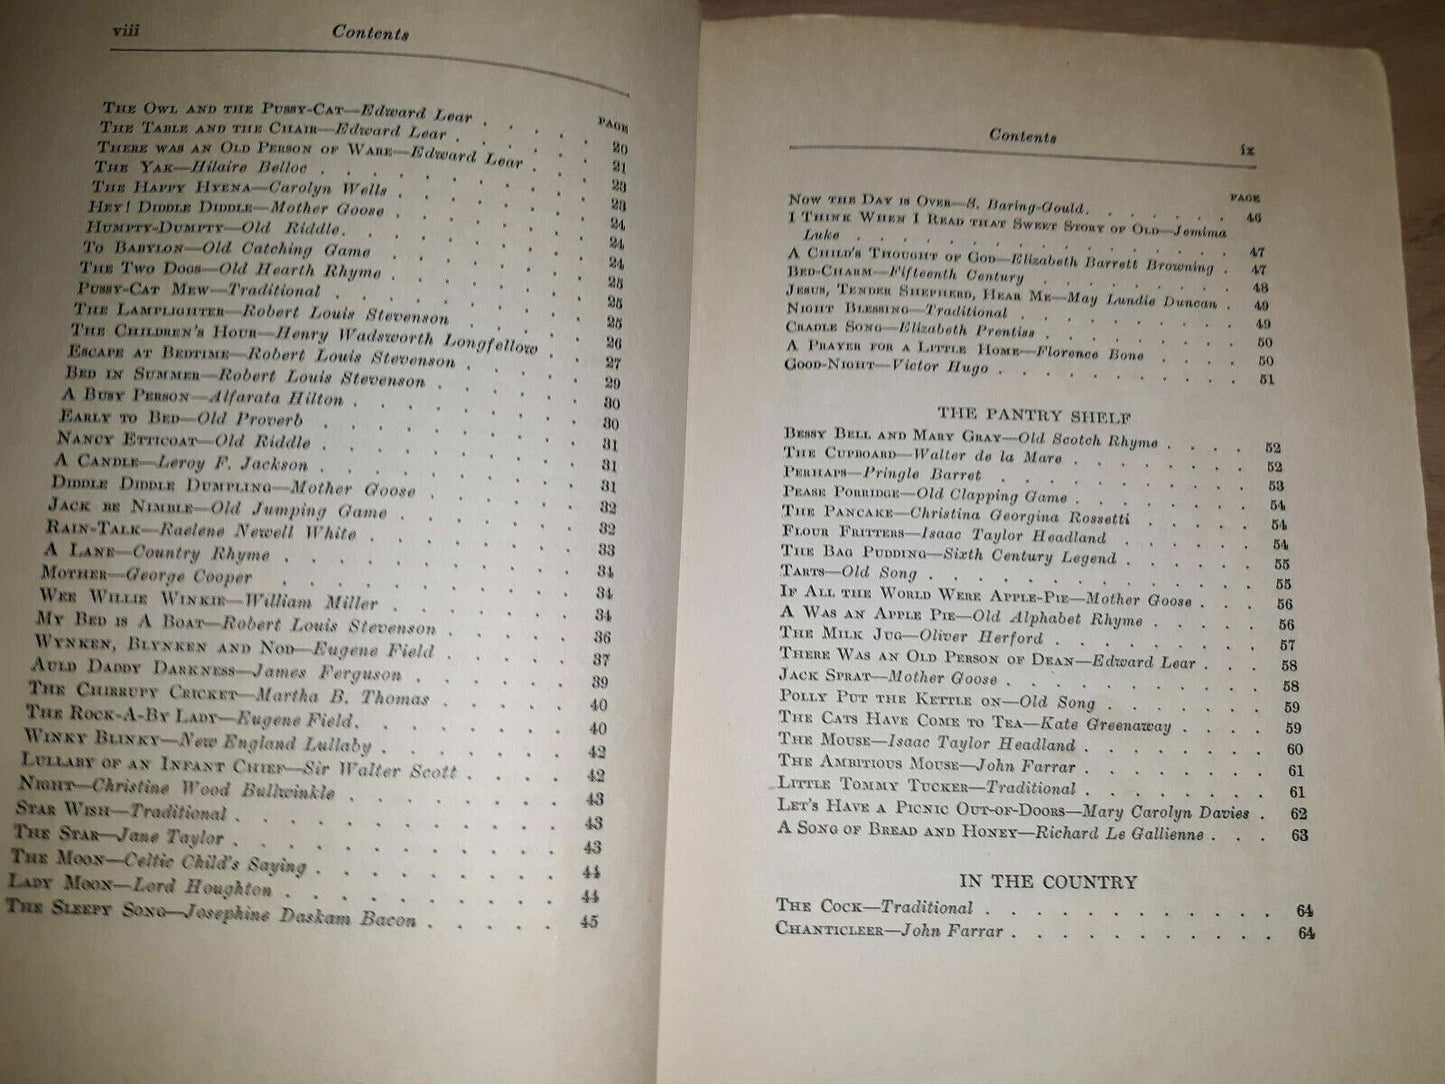 viii Contents
PAGE
The Owl and the Pussy-Cat—Edward Lear . . . . 20
The Table and the Chair—Edward Lear . . . . 21
There was an Old Person of Ware—Edward Lear . . . 23
The Yak—Hilaire Belloc . . . . . . . 23
The Happy Hyena—Carolyn Wells . . . . . 24
Hey! Diddle Diddle—Mother Goose . . . . . 24
Humpty-Dumpty—Old Riddle . . . . . . 24
To Babylon—Old Catching Game . . . . . 25
The Two Dogs—Old Hearth Rhyme . . . . . 25
Pussy-Cat Mew—Traditional . . . . . . 25
The Lamplighter—Robert Louis Stevenson . . . . 26
The Children's Hour—Henry Wadsworth Longfellow . . 27
Escape at Bedtime—Robert Louis Stevenson . . . . 29
Bed in Summer—Robert Louis Stevenson . . . . 30
A Busy Person—Alfarata Hilton . . . . . . 30
Early to Bed—Old Proverb . . . . . . 31
Nancy Etticoat—Old Riddle . . . . . . 31
A Candle—Leroy F. Jackson . . . . . . 31
Diddle Diddle Dumpling—Mother Goose . . . . 32
Jack be Nimble—Old Jumping Game . . . . . 32
Rain-Talk—Raelene Newell White . . . . . 33
A Lane—Country Rhyme . . . . . . . 34
Mother—George Cooper . . . . . . . 34
Wee Willie Winkie—William Miller . . . . . 34
My Bed is A Boat—Robert Louis Stevenson . . . . 36
Wynken, Blynken and Nod—Eugene Field . . . . 37
Auld Daddy Darkness—James Ferguson . . . . 39
The Chirrupy Cricket—Martha B. Thomas . . . . 40
The Rock-A-By Lady—Eugene Field . . . . . 40
Winky Blinky—New England Lullaby . . . . . 42
Lullaby of an Infant Chief—Sir Walter Scott . . . 42
Night—Christine Wood Bullwinkle . . . . . 43
Star Wish—Traditional . . . . . . . 43
The Star—Jane Taylor . . . . . . . 43
The Moon—Celtic Child's Saying . . . . . . 44
Lady Moon—Lord Houghton . . . . . . 44
The Sleepy Song—Josephine Daskam Bacon . . . . 45
Contents ix
PAGE
Now the Day is Over—S. Baring-Gould . . . . . 46
I Think When I Read that Sweet Story of Old—Jemima
Luke . . . . . . . . . . 47
A Child's Thought of God—Elizabeth Barrett Browning . 47
Bed-Charm—Fifteenth Century . . . . . . 48
Jesus, Tender Shepherd, Hear Me—May Lundie Duncan . 49
Night Blessing—Traditional . . . . . . 49
Cradle Song—Elizabeth Prentiss . . . . . . 50
A Prayer for a Little Home—Florence Bone . . . . 50
Good-Night—Victor Hugo . . . . . . . 51
THE PANTRY SHELF
Bessy Bell and Mary Gray—Old Scotch Rhyme . . . . 52
The Cupboard—Walter de la Mare . . . . . . 52
Perhaps—Pringle Barret . . . . . . . 53
Pease Porridge—Old Clapping Game . . . . . 54
The Pancake—Christina Georgina Rossetti . . . . 54
Flour Fritters—Isaac Taylor Headland . . . . . 54
The Bag Pudding—Sixth Century Legend . . . . . 55
Tarts—Old Song . . . . . . . . . 55
If All the World Were Apple-Pie—Mother Goose . . . 56
A Was an Apple Pie—Old Alphabet Rhyme . . . . 56
The Milk Jug—Oliver Herford . . . . . . 57
There Was an Old Person of Dean—Edward Lear . . . 58
Jack Sprat—Mother Goose . . . . . . . 58
Polly Put the Kettle on—Old Song . . . . . 59
The Cats Have Come to Tea—Kate Greenaway . . . . 59
The Mouse—Isaac Taylor Headland . . . . . 60
The Ambitious Mouse—John Farrar . . . . . 61
Little Tommy Tucker—Traditional . . . . . 61
Let's Have a Picnic Out-of-Doors—Mary Carolyn Davies . 62
A Song of Bread and Honey—Richard Le Gallienne . . . 63
IN THE COUNTRY
The Cock—Traditional . . . . . . . . 64
Chanticleer—John Farrar . . . . . . . 64